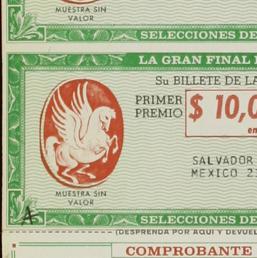 MUESTRA SIN
VALOR
SELECCIONES DE
LA GRAN FINAL
Su BILLETE DE LA
PRIMER
PREMIO
$ 10,0
en
SALVADOR
MEXICO 2
MUESTRA SIN
VALOR
SELECCIONES DE
(DESPRENDA POR AQUI Y DEVUEL
COMPROBANTE